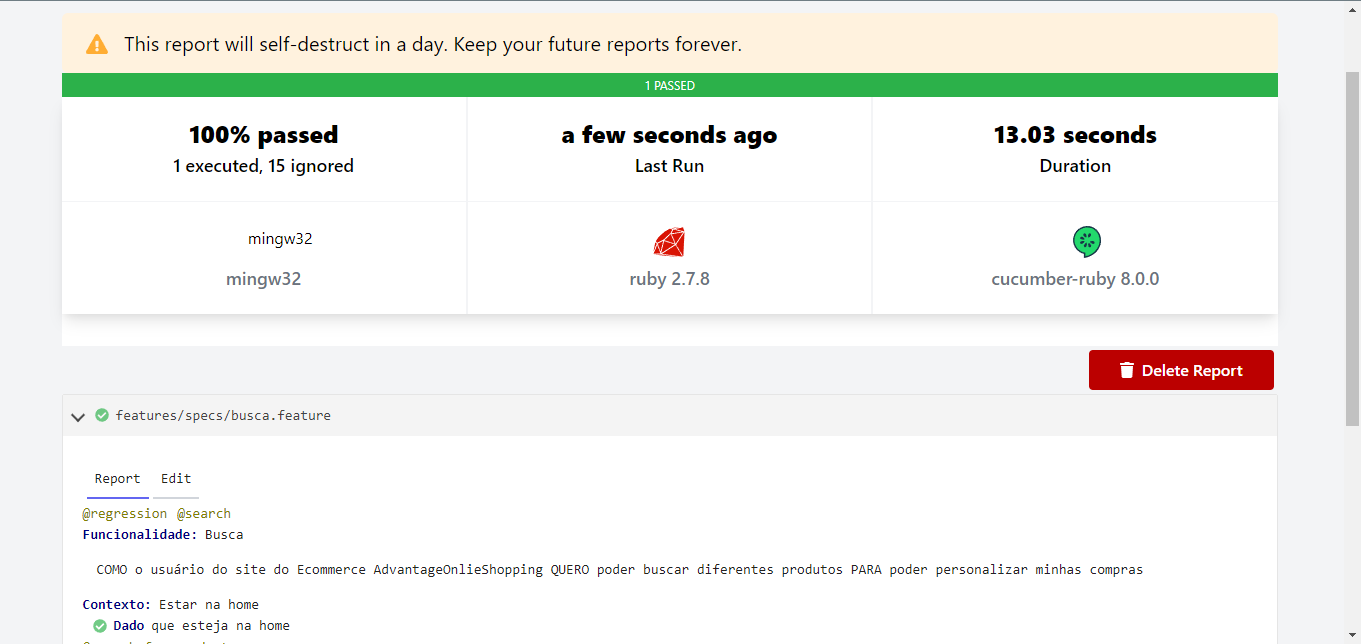 This report will self-destruct in a day. Keep your future reports forever.
1 PASSED
100% passed
1 executed, 15 ignored
a few seconds ago
Last Run
13.03 seconds
Duration
mingw32
mingw32
ruby 2.7.8
cucumber-ruby 8.0.0
Delete Report
features/specs/busca.feature
Report Edit
@regression @search
Funcionalidade: Busca
COMO o usuário do site do Ecommerce AdvantageOnlieShopping QUERO poder buscar diferentes produtos PARA poder personalizar minhas compras
Contexto: Estar na home
Dado que esteja na home